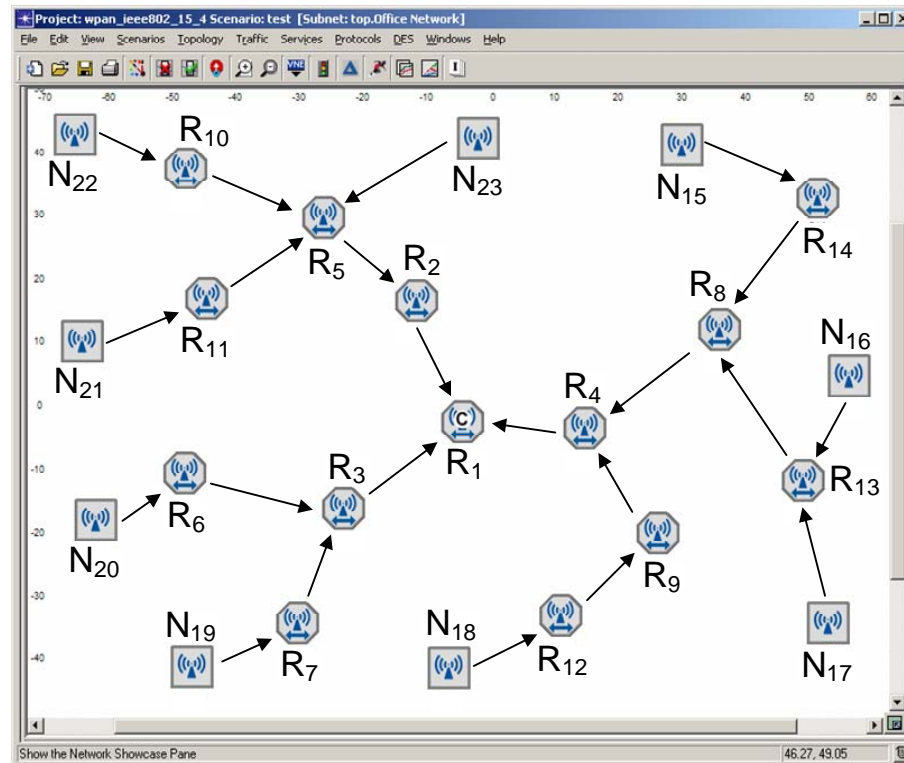 Project: wpan_ieee802_15_4 Scenario: test [Subnet: top.Office Network]
File Edit View Scenarios Topology Traffic Services Protocols DES Windows Help
-70 -60 -50 -40 -30 -20 -10 0 10 20 30 40 50 60
R10
40
N22
N23
N15
30
R5
R14
R2
20
R8
R11
N16
10
N21
R4
0
C
R1
R3
-10
R13
R6
-20
N20
R9
-30
N19
N18
R12
-40
R7
N17
Show the Network Showcase Pane
46.27, 49.05